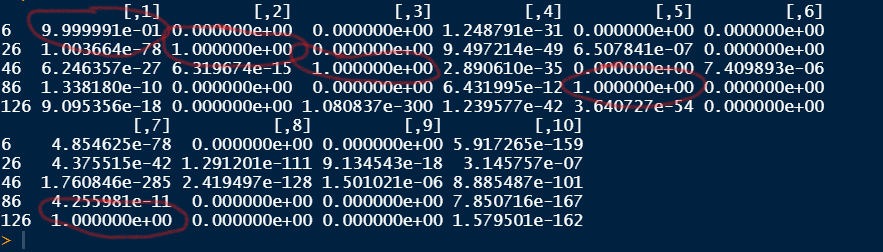 [,1] [,2] [,3] [,4] [,5] [,6]
6 9.999991e-01 0.000000e+00 0.000000e+00 1.248791e-31 0.000000e+00 0.000000e+00
26 1.003664e-78 1.000000e+00 0.000000e+00 9.497214e-49 6.507841e-07 0.000000e+00
46 6.246357e-27 6.319674e-15 1.000000e+00 2.890610e-35 0.000000e+00 7.409893e-06
86 1.338180e-10 0.000000e+00 0.000000e+00 6.431995e-12 1.000000e+00 0.000000e+00
126 9.095356e-18 0.000000e+00 1.080837e-300 1.239577e-42 3.640727e-54 0.000000e+00
[,7] [,8] [,9] [,10]
6 4.854625e-78 0.000000e+00 0.000000e+00 5.917265e-159
26 4.375515e-42 1.291201e-111 9.134543e-18 3.145757e-07
46 1.760846e-285 2.419497e-128 1.501021e-06 8.885487e-101
86 4.255981e-11 0.000000e+00 0.000000e+00 7.850716e-167
126 1.000000e+00 0.000000e+00 0.000000e+00 1.579501e-162
>